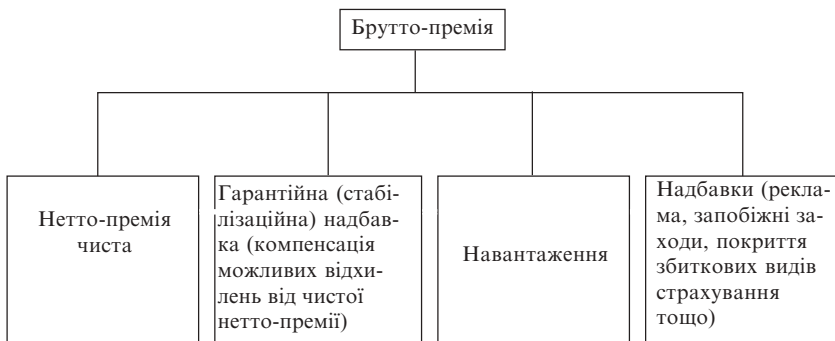 Брутто-премія
Нетто-премія
чиста
Гарантійна (стабі-
лізаційна) надбав-
ка (компенсація
можливих відхи-
лень від чистої
нетто-премії)
Навантаження
Надбавки (рекла-
ма, запобіжні за-
ходи, покриття
збиткових видів
страхування
тощо)